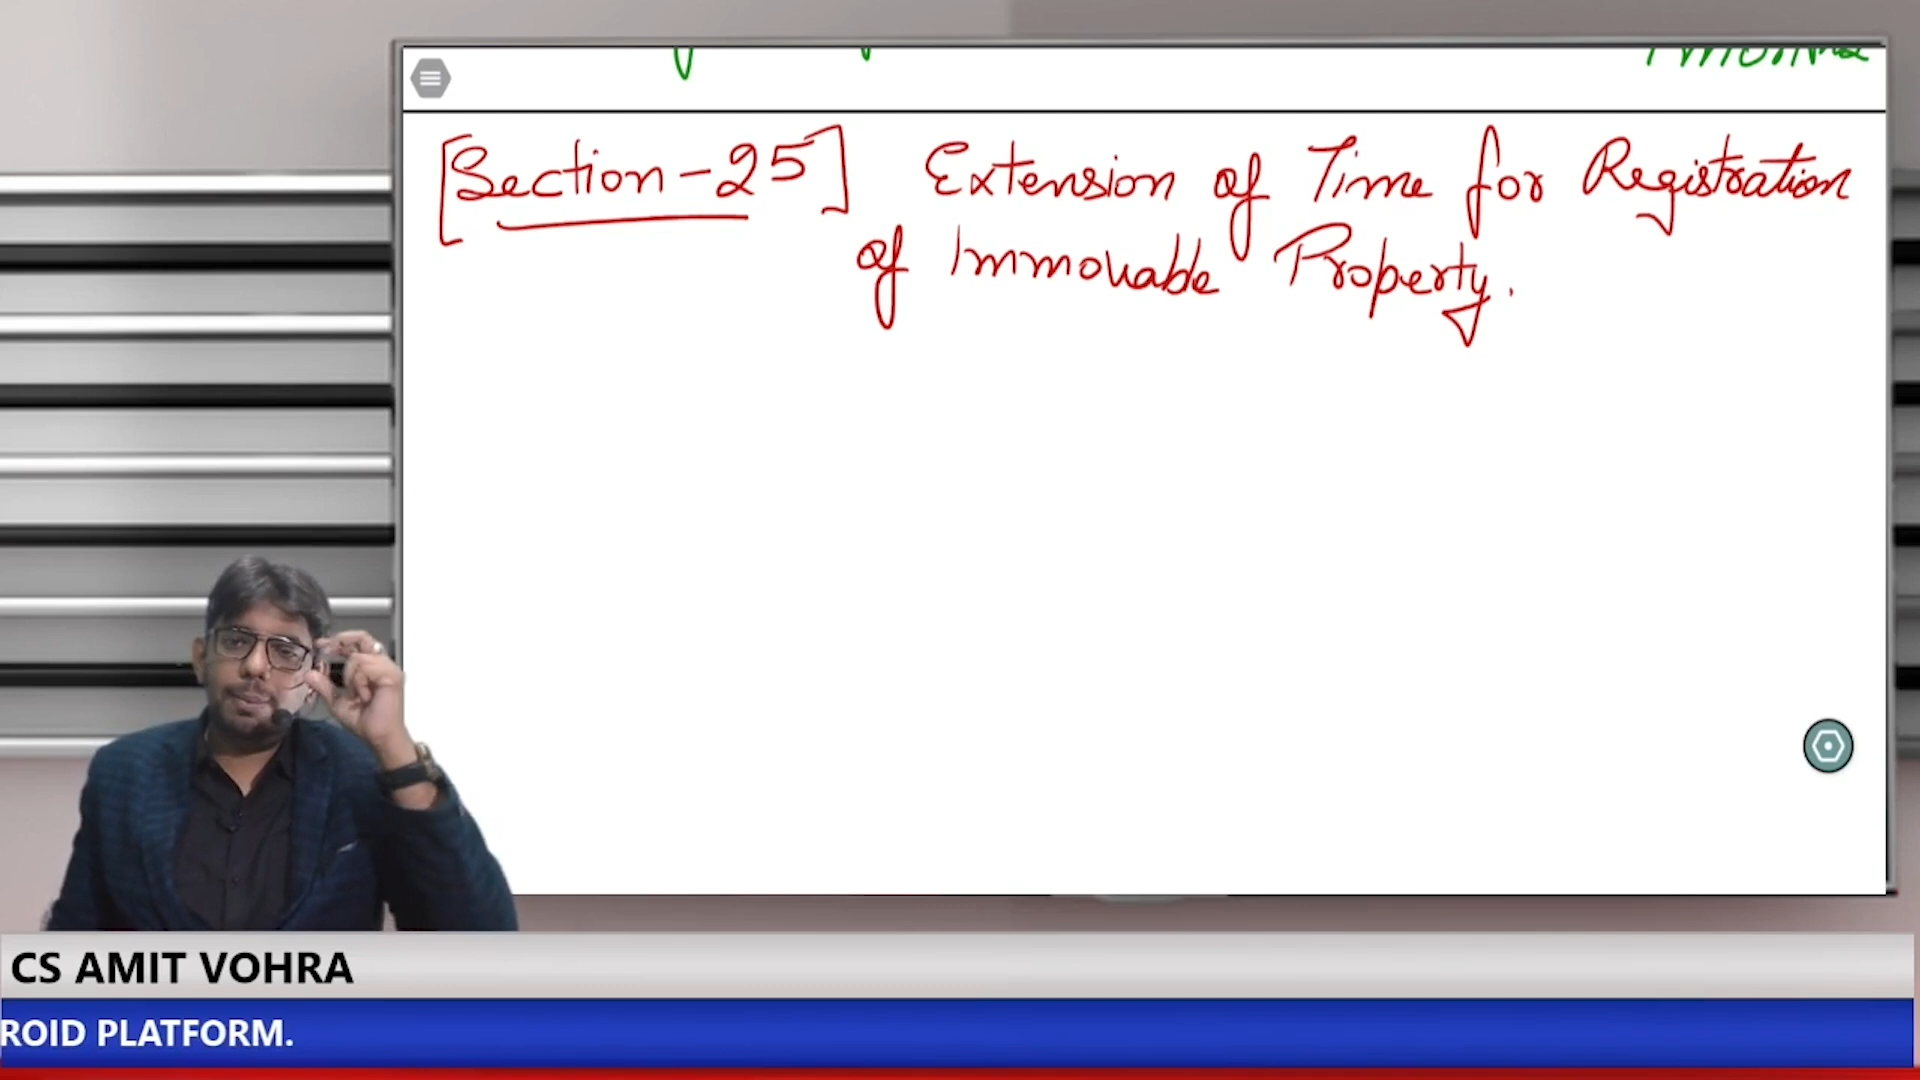 [Section-25] Extension of Time for Registration
of Immovable Property.
CS AMIT VOHRA
ROID PLATFORM.